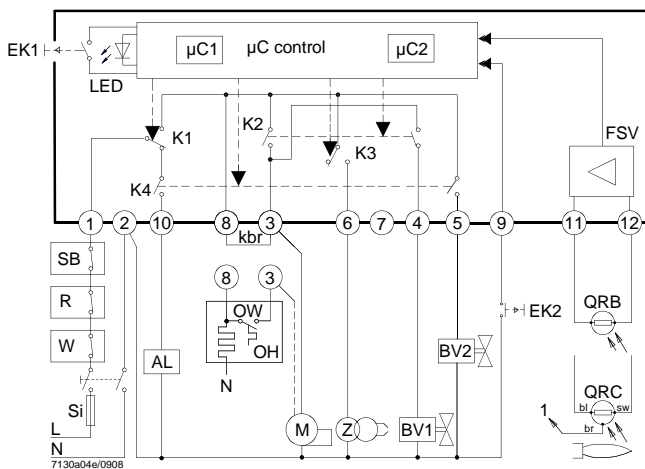 EK1
LED
µC1
µC control
µC2
FSV
K1
K2
K3
K4
1
2
10
8
3
6
7
4
5
9
11
12
kbr
SB
R
W
Si
L
N
AL
8
3
OW
OH
N
M
Z
BV1
BV2
EK2
QRB
QRC
bl
sw
br
1
7130a04e/0908